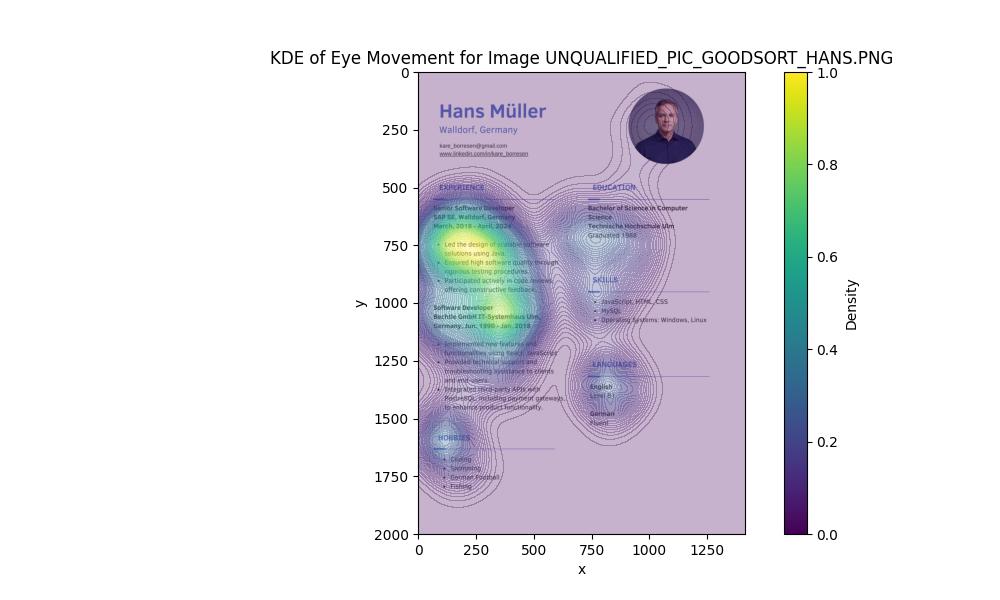 KDE of Eye Movement for Image UNQUALIFIED_PIC_GOODSORT_HANS.PNG
0
250
500
750
1000
1250
1500
1750
2000
y
Hans Müller
Walldorf, Germany
kare_borresen@gmail.com
www.linkedin.com/in/kare_borresen
EXPERIENCE
Senior Software Developer
SAP SE, Walldorf, Germany
March, 2018 - April, 2024
Led the design of scalable software
solutions using Java.
Ensured high software quality through
rigorous testing procedures.
Participated actively in code reviews,
offering constructive feedback.
Software Developer
Bechtle GmbH IT-Systemhaus Ulm,
Germany, Jun. 1990 - Jan. 2018
Implemented new features and
functionalities using React, JavaScript
Provided technical support and
troubleshooting assistance to clients
and end-users.
Integrated third-party APIs with
PostgreSQL, including payment gateways,
to enhance product functionality.
HOBBIES
Swimming
German Football
Fishing
EDUCATION
Bachelor of Science in Computer
Science
Technische Hochschule Ulm
Graduated 1988
SKILLS
JavaScript, HTML, CSS
MySQL
Operating Systems: Windows, Linux
LANGUAGES
English
Level B1
German
Fluent
0
250
500
750
1000
1250
x
1.0
0.8
0.6
0.4
0.2
0.0
Density